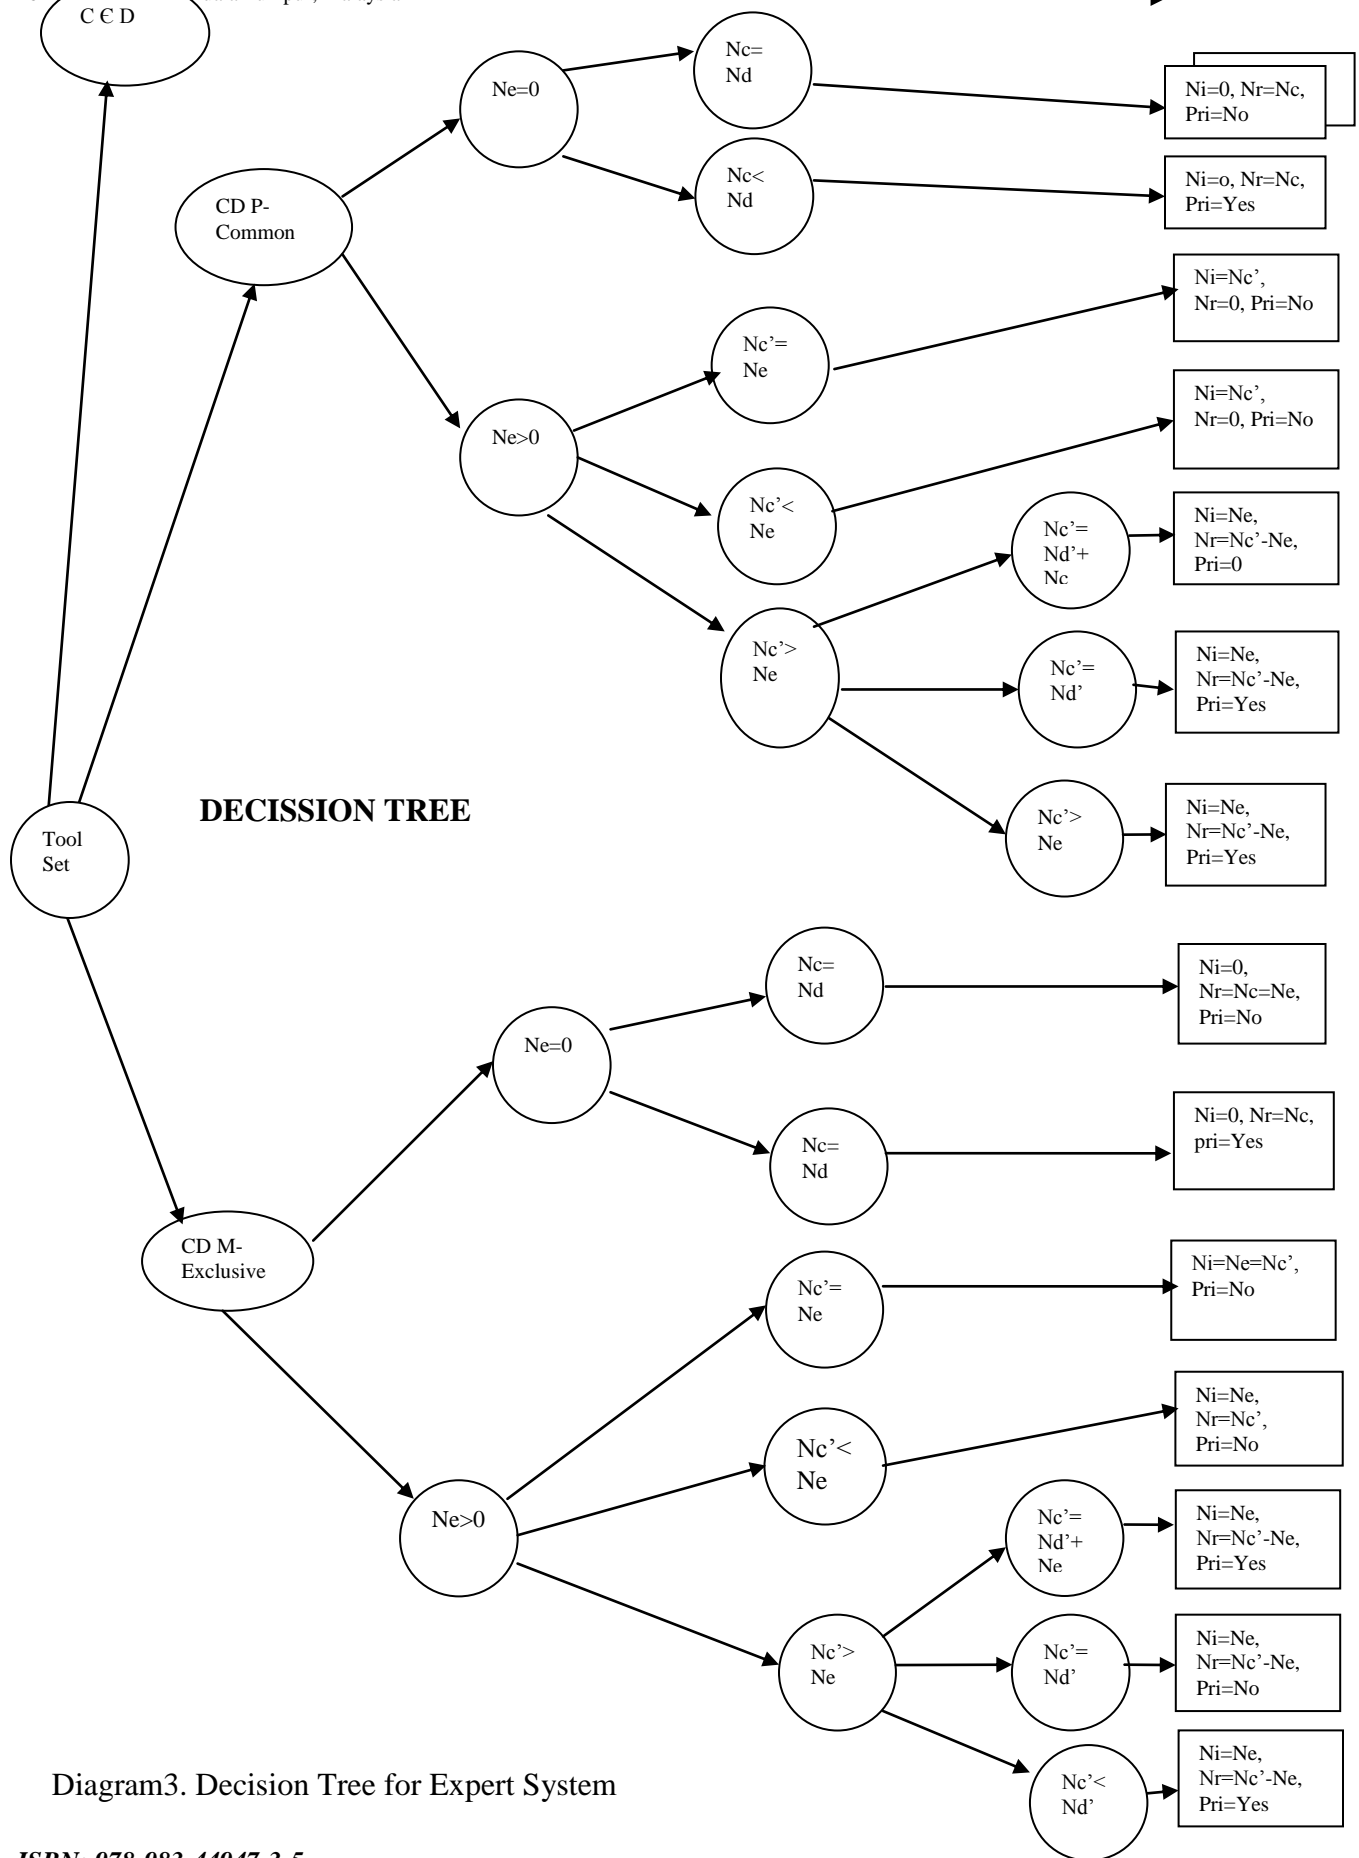 C Є D
Ne=0
Nc=
Nd
Ni=0, Nr=Nc,
Pri=No
Nc<
Nd
Ni=o, Nr=Nc,
Pri=Yes
CD P-
Common
Ni=Nc’,
Nr=0, Pri=No
Nc’=
Ne
Ni=Nc’,
Nr=0, Pri=No
Ne>0
Nc’<
Ne
Nc’=
Nd’+
Nc
Ni=Ne,
Nr=Nc’-Ne,
Pri=0
Nc’>
Ne
Nc’=
Nd’
Ni=Ne,
Nr=Nc’-Ne,
Pri=Yes
Nc’>
Ne
Ni=Ne,
Nr=Nc’-Ne,
Pri=Yes
DECISSION TREE
Tool
Set
Nc=
Nd
Ni=0,
Nr=Nc=Ne,
Pri=No
Ne=0
Nc=
Nd
Ni=0, Nr=Nc,
pri=Yes
CD M-
Exclusive
Nc’=
Ne
Ni=Ne=Nc’,
Pri=No
Nc’<
Ne
Ni=Ne,
Nr=Nc’,
Pri=No
Ne>0
Nc’=
Nd’+
Ne
Ni=Ne,
Nr=Nc’-Ne,
Pri=Yes
Nc’>
Ne
Nc’=
Nd’
Ni=Ne,
Nr=Nc’-Ne,
Pri=No
Nc’<
Nd’
Ni=Ne,
Nr=Nc’-Ne,
Pri=Yes
Diagram3. Decision Tree for Expert System
ISBN: 978-983-44947-3-5